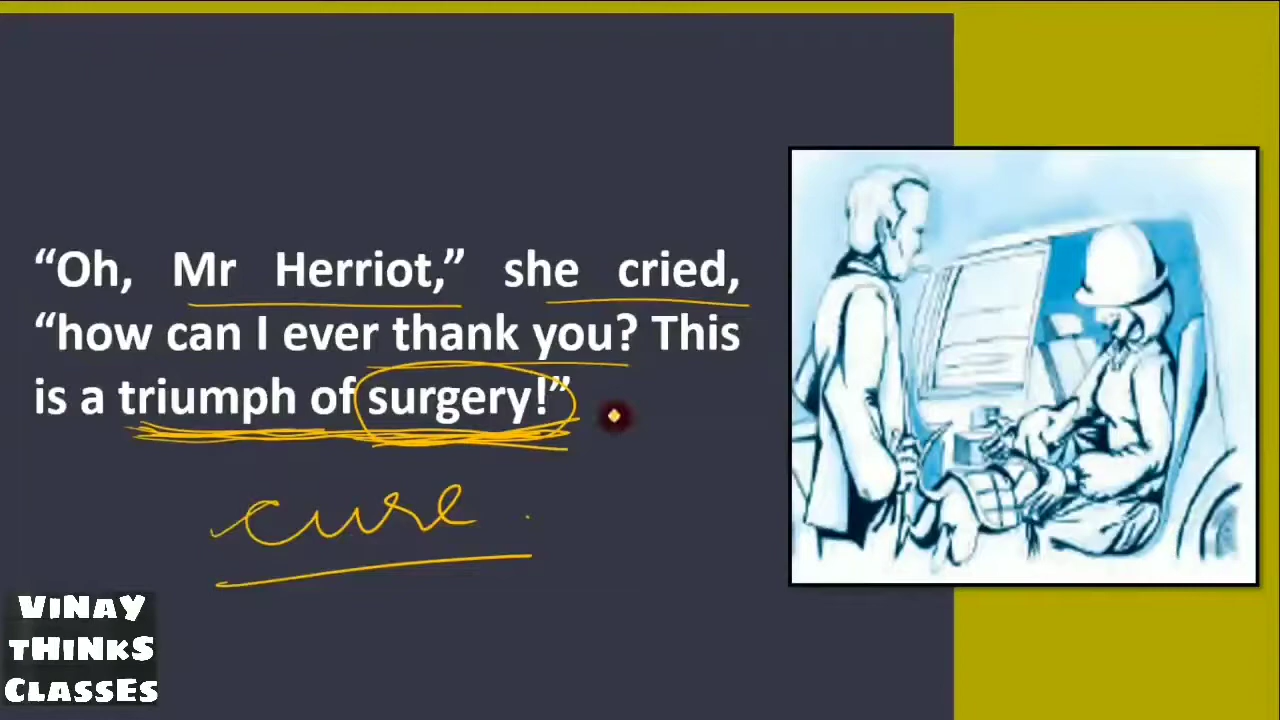 “Oh, Mr Herriot,” she cried,
“how can I ever thank you? This
is a triumph of surgery!”
cure.
ViNAY
THiNKS
CLASSES